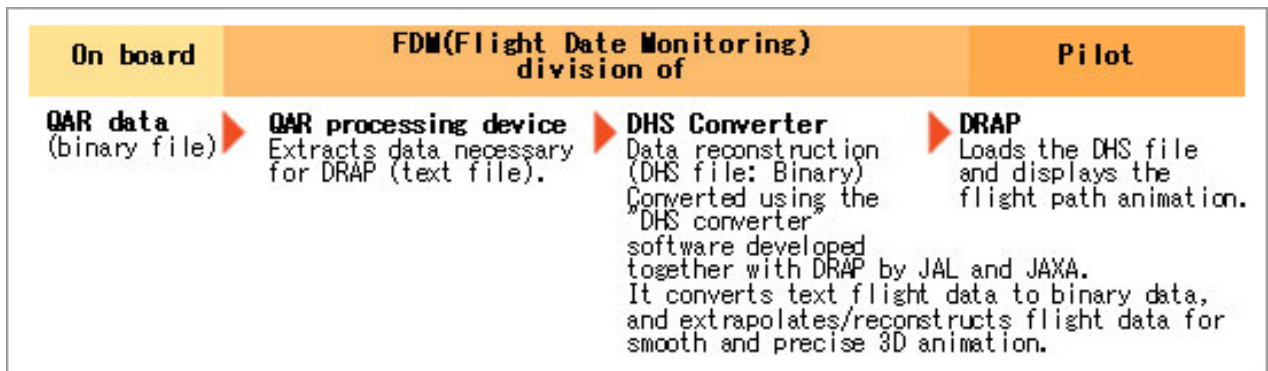 On board
FDM(Flight Date Monitoring)
division of
Pilot
QAR data
(binary file)
QAR processing device
Extracts data necessary
for DRAP (text file).
DHS Converter
Data reconstruction
(DHS file: Binary)
Converted using the
"DHS converter"
software developed
together with DRAP by JAL and JAXA.
It converts text flight data to binary data,
and extrapolates/reconstructs flight data for
smooth and precise 3D animation.
DRAP
Loads the DHS file
and displays the
flight path animation.